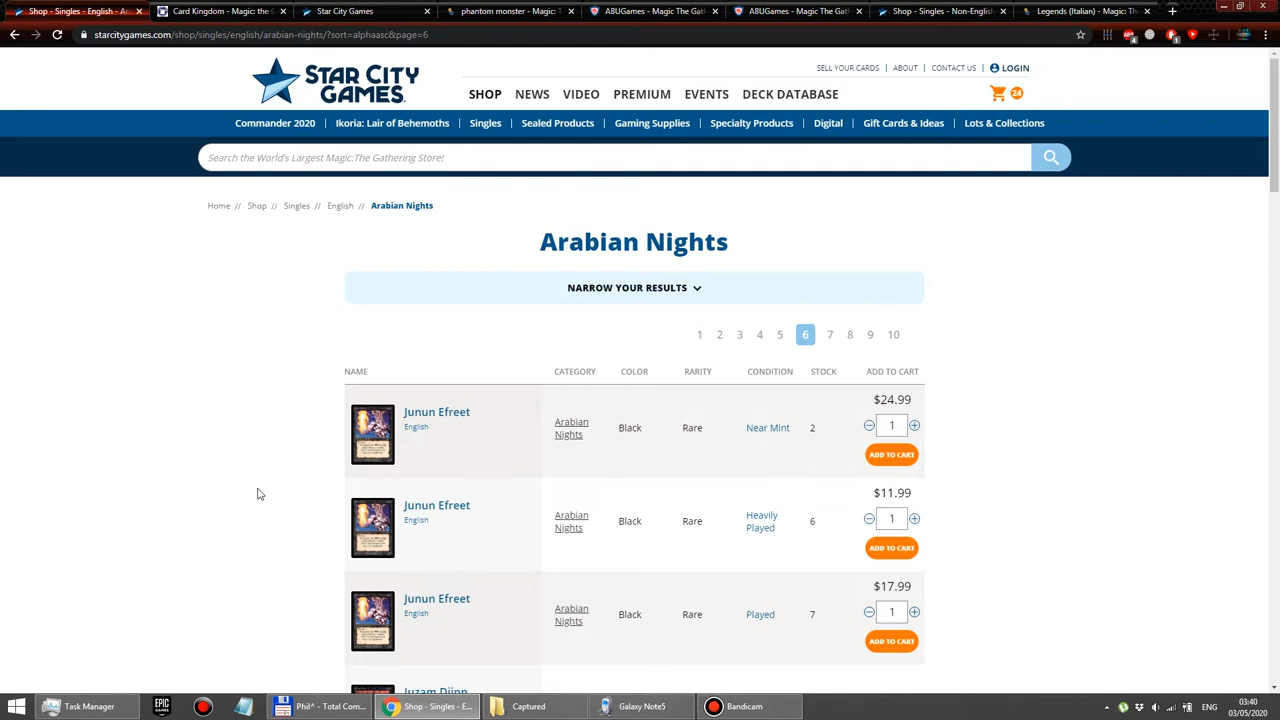 Shop - Singles - English - A
Card Kingdom - Magic the G
Star City Games
phantom monster - Magic: T
ABUGames - Magic The Gath
ABUGames - Magic The Gath
Shop - Singles - Non-English
Legends (Italian) - Magic: Th
starcitygames.com/shop/singles/english/arabian-nights/?sort=alphaasc&page=6
STAR CITY
GAMES
SELL YOUR CARDS
ABOUT
CONTACT US
LOGIN
SHOP NEWS VIDEO PREMIUM EVENTS DECK DATABASE
24
Commander 2020 | Ikoria: Lair of Behemoths | Singles | Sealed Products | Gaming Supplies | Specialty Products | Digital | Gift Cards & Ideas | Lots & Collections
Search the World's Largest Magic:The Gathering Store!
Home // Shop // Singles // English // Arabian Nights
Arabian Nights
NARROW YOUR RESULTS
1 2 3 4 5 6 7 8 9 10
NAME CATEGORY COLOR RARITY CONDITION STOCK ADD TO CART
Junun Efreet
English
Arabian
Nights
Black
Rare
Near Mint
2
$24.99
1
ADD TO CART
Junun Efreet
English
Arabian
Nights
Black
Rare
Heavily
Played
6
$11.99
1
ADD TO CART
Junun Efreet
English
Arabian
Nights
Black
Rare
Played
7
$17.99
1
ADD TO CART
Juzam Djinn
Task Manager
EPIC
GAMES
Phil^ - Total Com...
Shop - Singles - E...
Captured
Galaxy Note5
Bandicam
ENG
03:40
03/05/2020